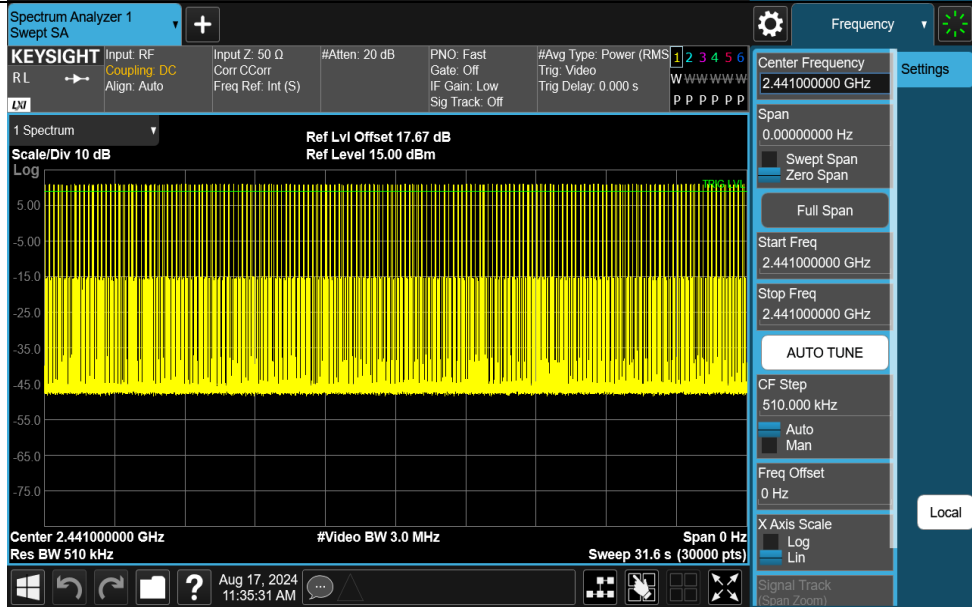 Spectrum Analyzer 1
Swept SA
Frequency
KEYSIGHT
RL
LXI
Input: RF
Coupling: DC
Align: Auto
Input Z: 50 Ω
Corr CCorr
Freq Ref: Int (S)
#Atten: 20 dB
PNO: Fast
Gate: Off
IF Gain: Low
Sig Track: Off
#Avg Type: Power (RMS
Trig: Video
Trig Delay: 0.000 s
1 2 3 4 5 6
W W W W W W
P P P P P P
1 Spectrum
Scale/Div 10 dB
Ref Lvl Offset 17.67 dB
Ref Level 15.00 dBm
Log
TRIG LVL
5.00
-5.00
-15.0
-25.0
-35.0
-45.0
-55.0
-65.0
-75.0
Center 2.441000000 GHz
#Video BW 3.0 MHz
Span 0 Hz
Res BW 510 kHz
Sweep 31.6 s (30000 pts)
Aug 17, 2024
11:35:31 AM
Center Frequency
2.441000000 GHz
Settings
Span
0.00000000 Hz
Swept Span
Zero Span
Full Span
Start Freq
2.441000000 GHz
Stop Freq
2.441000000 GHz
AUTO TUNE
CF Step
510.000 kHz
Auto
Man
Freq Offset
0 Hz
Local
X Axis Scale
Log
Lin
Signal Track
(Span Zoom)